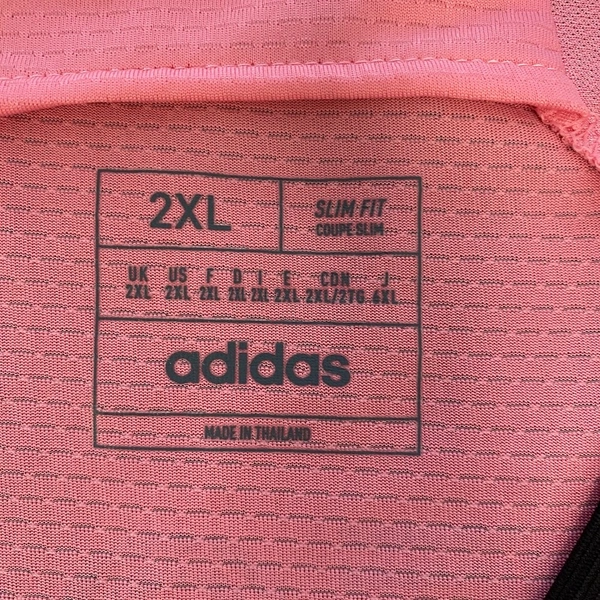 2XL
SLIM FIT
COUPE SLIM
UK US F D I E CDN J
2XL 2XL 2XL 2XL 2XL 2XL 2XL/2TG 4XL
adidas
MADE IN THAILAND